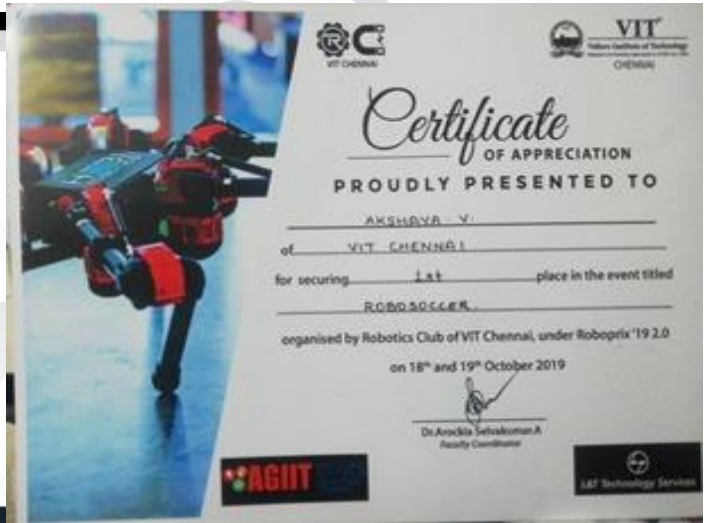 RC
VIT CHENNAI
VIT
Vellore Institute of Technology
CHENNAI
Certificate
OF APPRECIATION
PROUDLY PRESENTED TO
AKSHAYA V.
of VIT CHENNAI
for securing 1st place in the event titled
ROBOSOCCER.
organised by Robotics Club of VIT Chennai, under Roboprix '19 2.0
on 18th and 19th October 2019
Dr.Arockia Selvakumar.A
Faculty Coordinator
AGIIT
L&T Technology Services